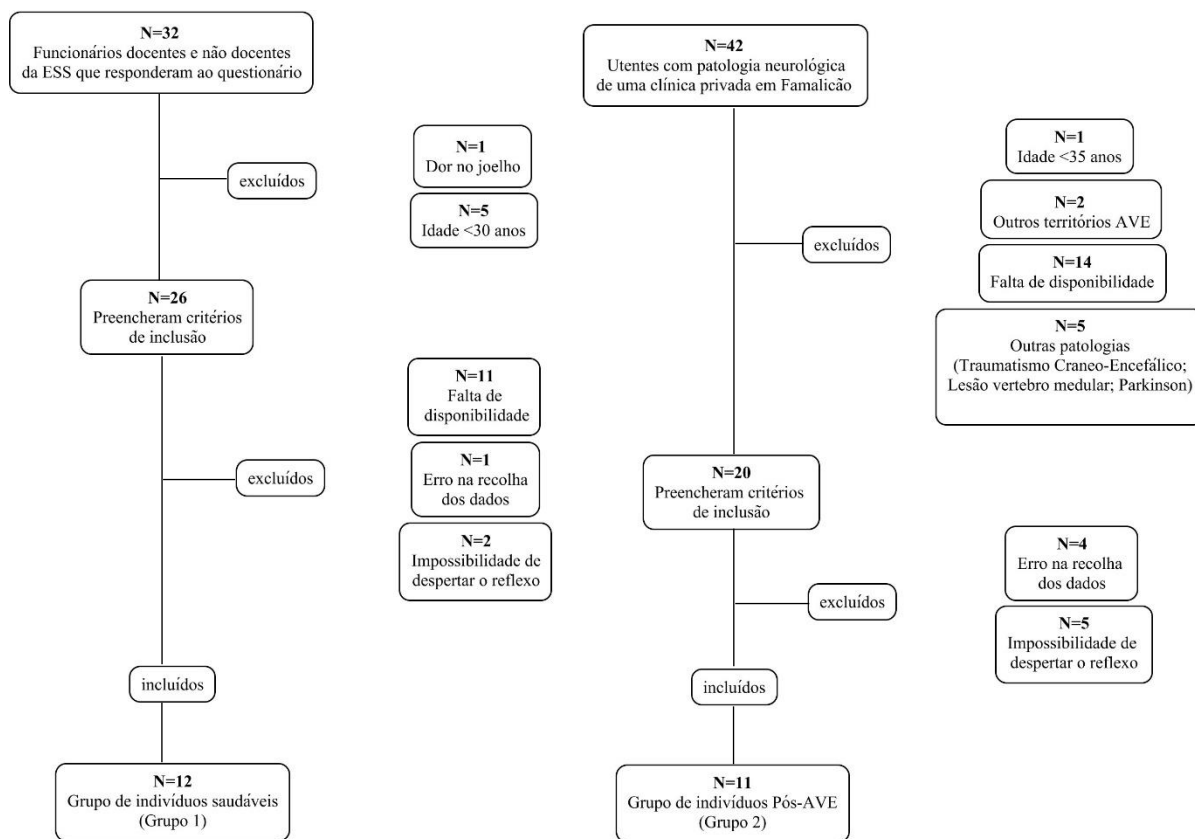 N=32
Funcionários docentes e não docentes
da ESS que responderam ao questionário
excluídos
N=1
Dor no joelho
N=5
Idade <30 anos
N=26
Preencheram critérios
de inclusão
excluídos
N=11
Falta de
disponibilidade
N=1
Erro na recolha
dos dados
N=2
Impossibilidade de
despertar o reflexo
incluídos
N=12
Grupo de indivíduos saudáveis
(Grupo 1)
N=42
Utentes com patologia neurológica
de uma clínica privada em Famalicão
excluídos
N=1
Idade <35 anos
N=2
Outros territórios AVE
N=14
Falta de disponibilidade
N=5
Outras patologias
(Traumatismo Craneo-Encefálico;
Lesão vertebro medular; Parkinson)
N=20
Preencheram critérios
de inclusão
excluídos
N=4
Erro na recolha
dos dados
N=5
Impossibilidade de
despertar o reflexo
incluídos
N=11
Grupo de indivíduos Pós-AVE
(Grupo 2)